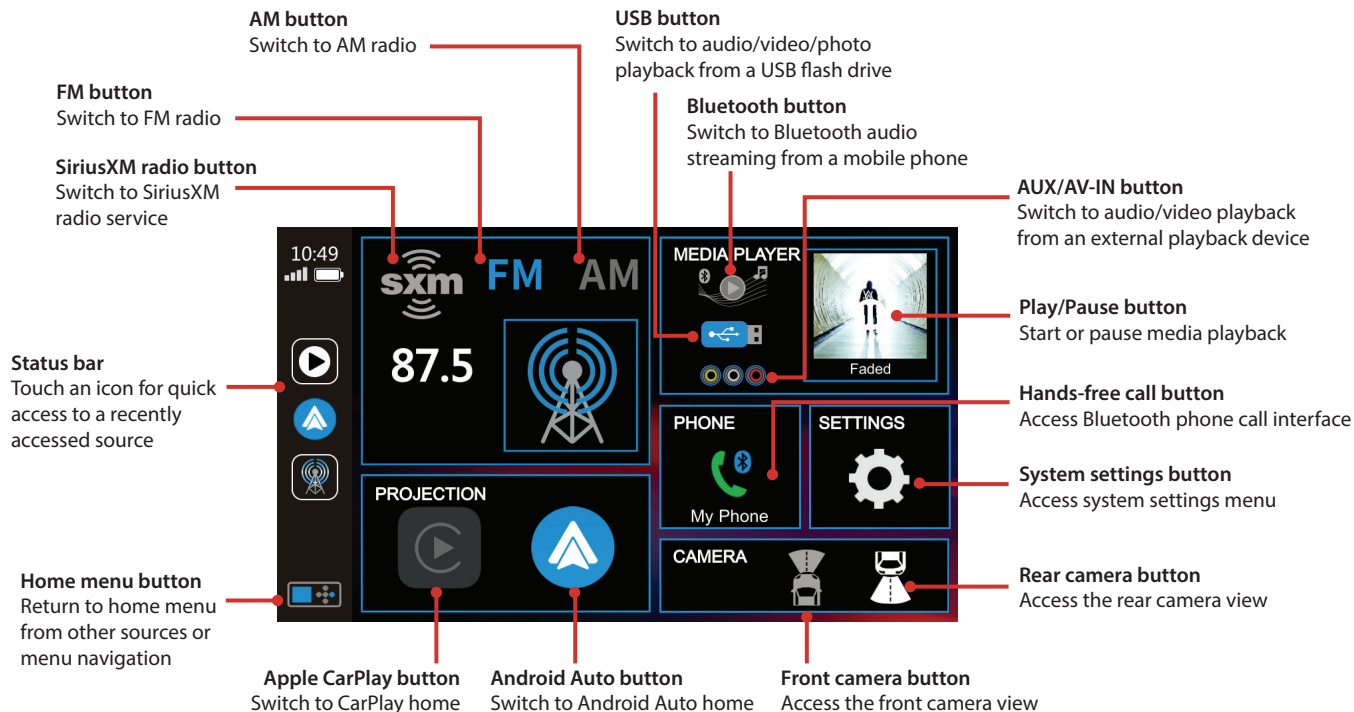 AM button
Switch to AM radio
USB button
Switch to audio/video/photo
playback from a USB flash drive
FM button
Switch to FM radio
Bluetooth button
Switch to Bluetooth audio
streaming from a mobile phone
SiriusXM radio button
Switch to SiriusXM
radio service
AUX/AV-IN button
Switch to audio/video playback
from an external playback device
10:49
sxm
FM
AM
MEDIA PLAYER
87.5
Faded
Play/Pause button
Start or pause media playback
Status bar
Touch an icon for quick
access to a recently
accessed source
Hands-free call button
Access Bluetooth phone call interface
PHONE
SETTINGS
My Phone
System settings button
Access system settings menu
PROJECTION
CAMERA
Home menu button
Return to home menu
from other sources or
menu navigation
Rear camera button
Access the rear camera view
Apple CarPlay button
Switch to CarPlay home
Android Auto button
Switch to Android Auto home
Front camera button
Access the front camera view